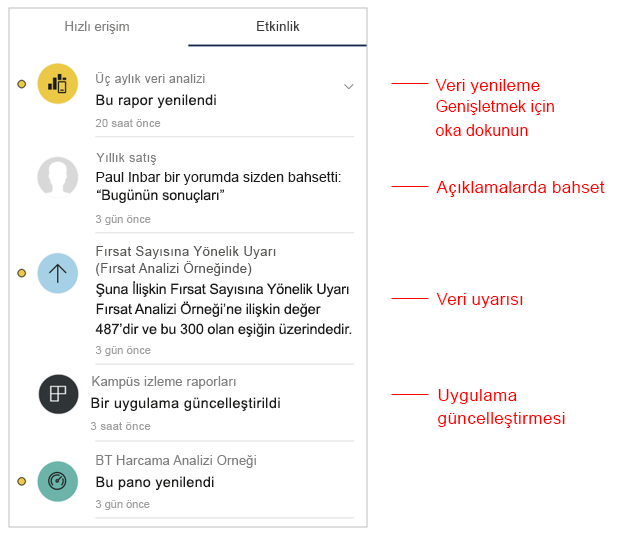 Hızlı erişim
Etkinlik
Üç aylık veri analizi
Bu rapor yenilendi
20 saat önce
Veri yenileme
Genişletmek için
oka dokunun
Yıllık satış
Paul Inbar bir yorumda sizden bahsetti:
“Bugünün sonuçları”
3 gün önce
Açıklamalarda bahset
Fırsat Sayısına Yönelik Uyarı
(Fırsat Analizi Örneğinde)
Şuna İlişkin Fırsat Sayısına Yönelik Uyarı
Fırsat Analizi Örneği’ne ilişkin değer
487’dir ve bu 300 olan eşiğin üzerindedir.
3 gün önce
Veri uyarısı
Kampüs izleme raporları
Bir uygulama güncelleştirildi
3 saat önce
Uygulama
güncelleştirmesi
BT Harcama Analizi Örneği
Bu pano yenilendi
3 gün önce